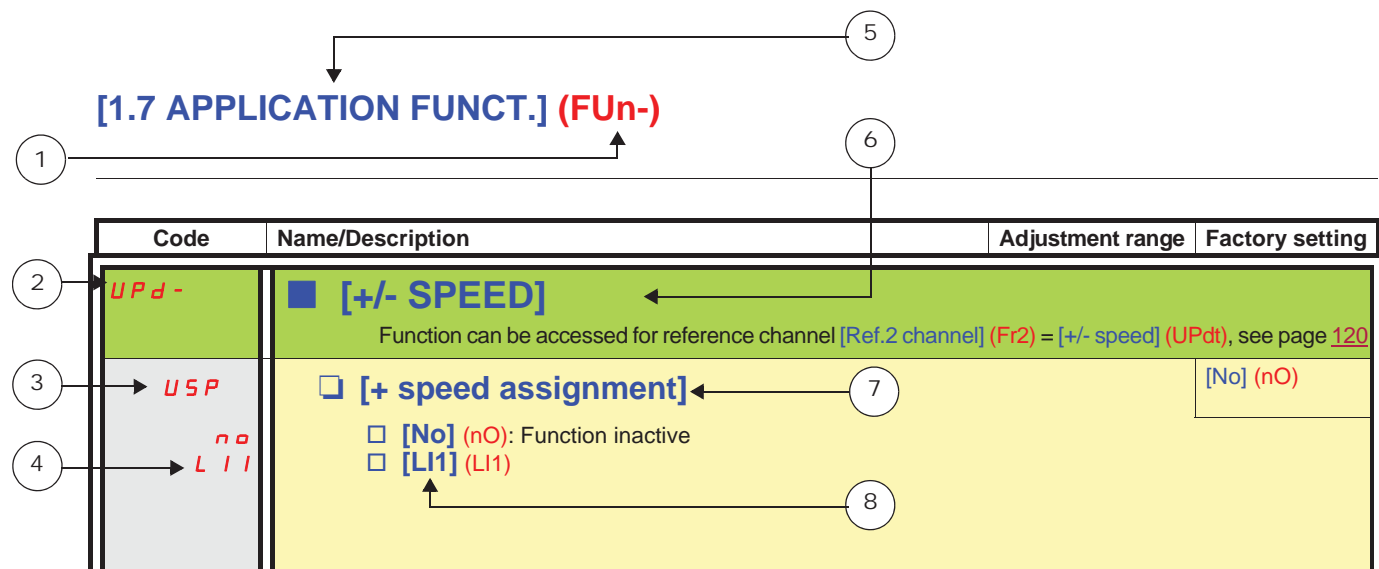 5
[1.7 APPLICATION FUNCT.] (FUn-)
1
6
Code Name/Description Adjustment range Factory setting
2
UPd- [+/- SPEED]
Function can be accessed for reference channel [Ref.2 channel] (Fr2) = [+/- speed] (UPdt), see page 120
3 USP [+ speed assignment] 7 [No] (nO)
no [No] (nO): Function inactive
4 LI1 [LI1] (LI1)
8